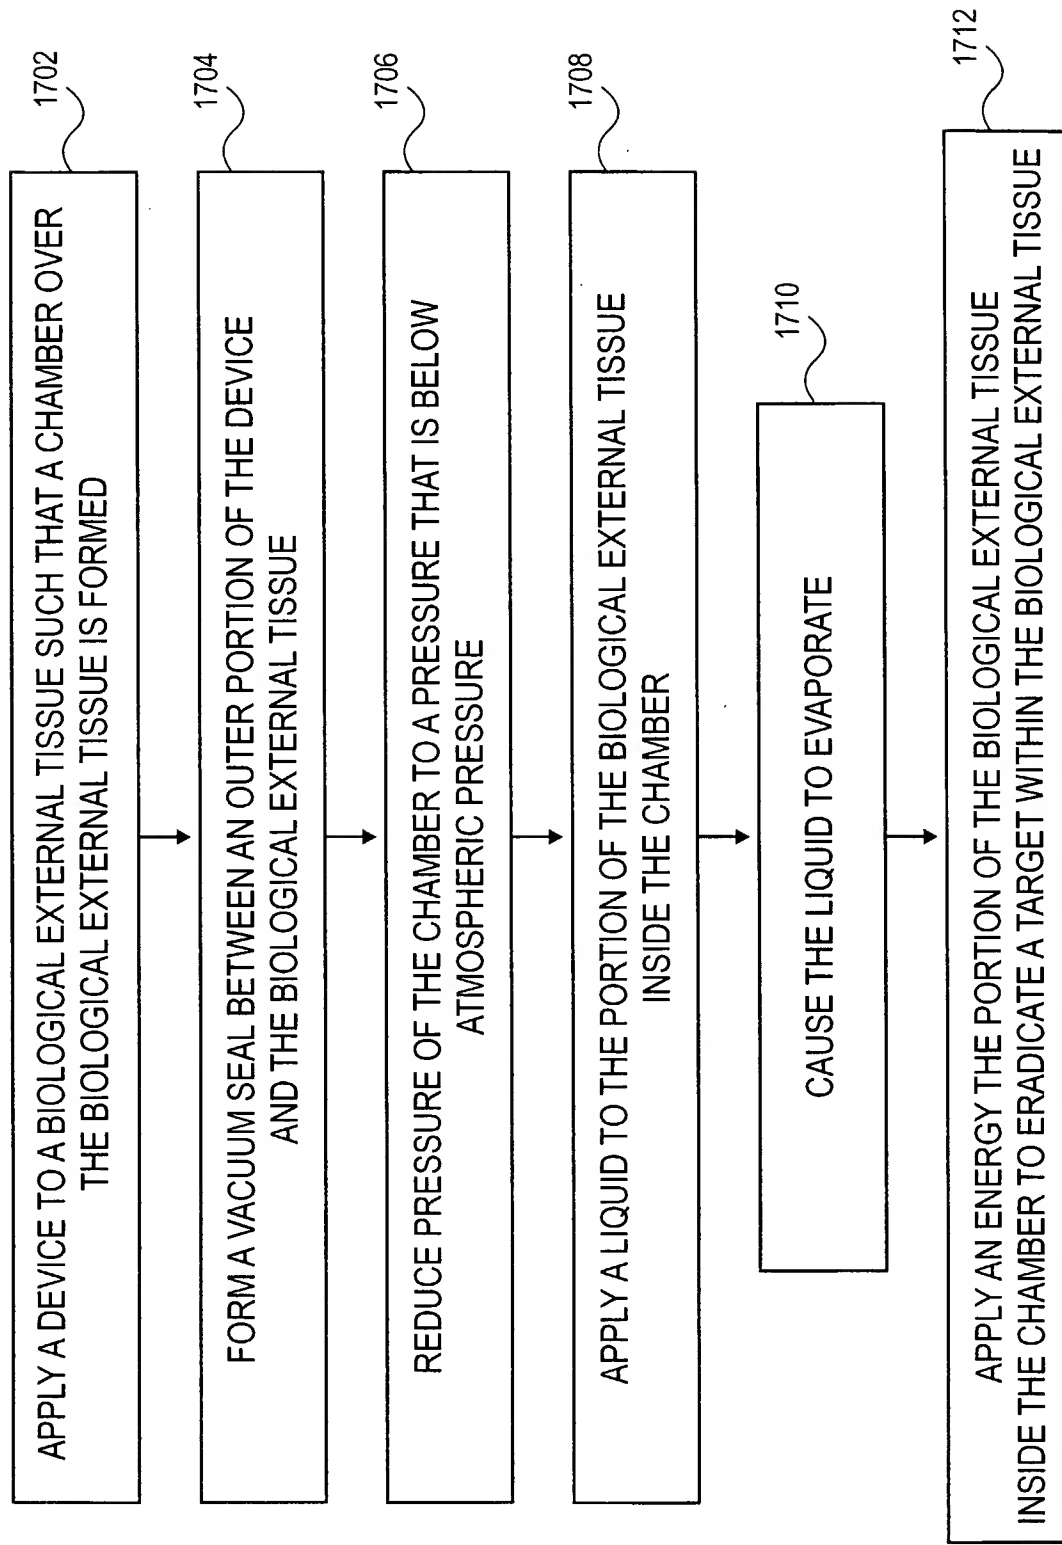 1702
APPLY A DEVICE TO A BIOLOGICAL EXTERNAL TISSUE SUCH THAT A CHAMBER OVER
THE BIOLOGICAL EXTERNAL TISSUE IS FORMED
1704
FORM A VACUUM SEAL BETWEEN AN OUTER PORTION OF THE DEVICE
AND THE BIOLOGICAL EXTERNAL TISSUE
1706
REDUCE PRESSURE OF THE CHAMBER TO A PRESSURE THAT IS BELOW
ATMOSPHERIC PRESSURE
1708
APPLY A LIQUID TO THE PORTION OF THE BIOLOGICAL EXTERNAL TISSUE
INSIDE THE CHAMBER
1710
CAUSE THE LIQUID TO EVAPORATE
1712
APPLY AN ENERGY THE PORTION OF THE BIOLOGICAL EXTERNAL TISSUE
INSIDE THE CHAMBER TO ERADICATE A TARGET WITHIN THE BIOLOGICAL EXTERNAL TISSUE